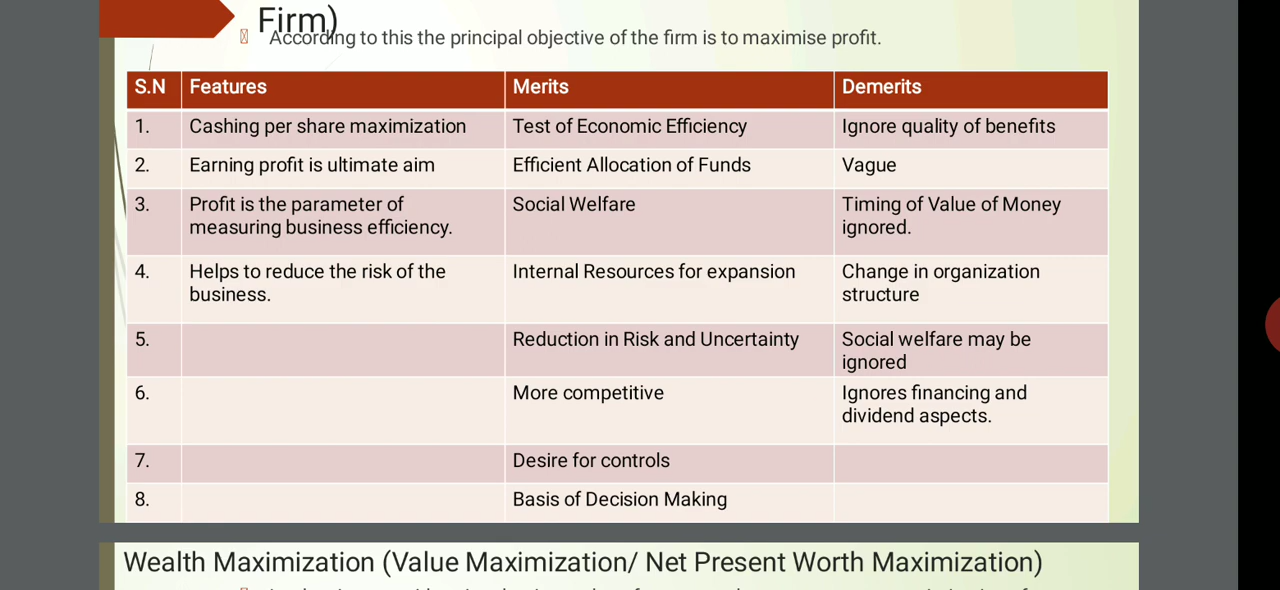 Firm)
According to this the principal objective of the firm is to maximise profit.
S.N Features Merits Demerits
1. Cashing per share maximization Test of Economic Efficiency Ignore quality of benefits
2. Earning profit is ultimate aim Efficient Allocation of Funds Vague
3. Profit is the parameter of Social Welfare Timing of Value of Money
measuring business efficiency. ignored.
4. Helps to reduce the risk of the Internal Resources for expansion Change in organization
business. structure
5. Reduction in Risk and Uncertainty Social welfare may be
ignored
6. More competitive Ignores financing and
dividend aspects.
7. Desire for controls
8. Basis of Decision Making
Wealth Maximization (Value Maximization/ Net Present Worth Maximization)